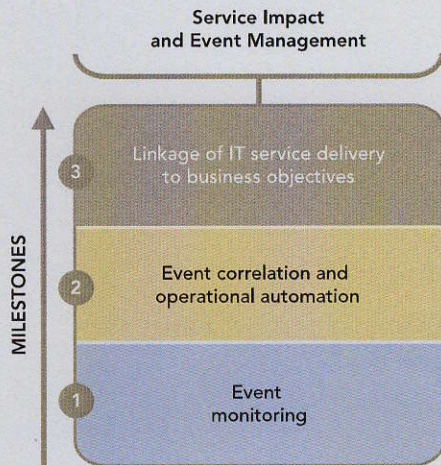 Service Impact
and Event Management
MILESTONES
3
Linkage of IT service delivery
to business objectives
2
Event correlation and
operational automation
1
Event
monitoring